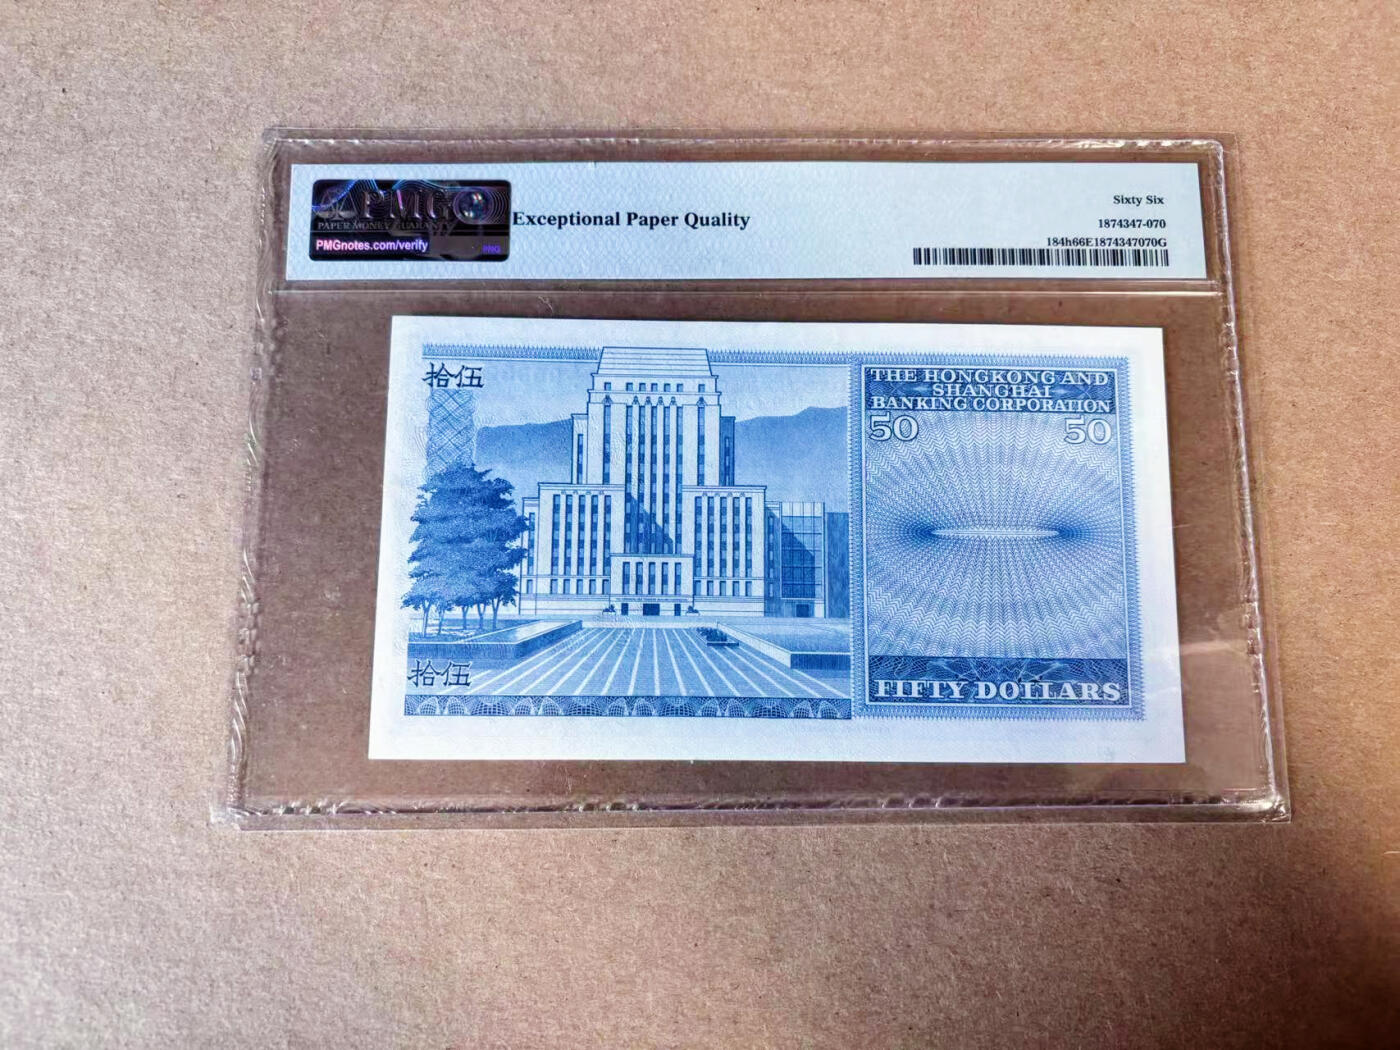 PMG
PAPER MONEY GUARANTY
PMGnotes.com/verify
PMG
Exceptional Paper Quality
Sixty Six
1874347-070
184h66E1874347070G
拾伍
THE HONGKONG AND
SHANGHAI
BANKING CORPORATION
50 50
拾伍
FIFTY DOLLARS